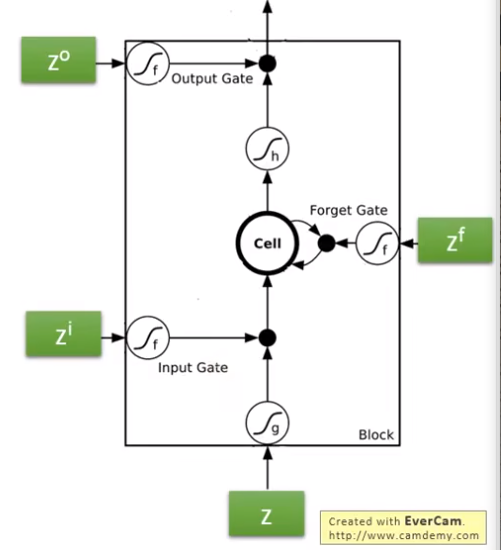 z^o
f
Output Gate
h
Forget Gate
Cell
f
z^f
z^i
f
Input Gate
g
Block
z
Created with EverCam.
http://www.camdemy.com